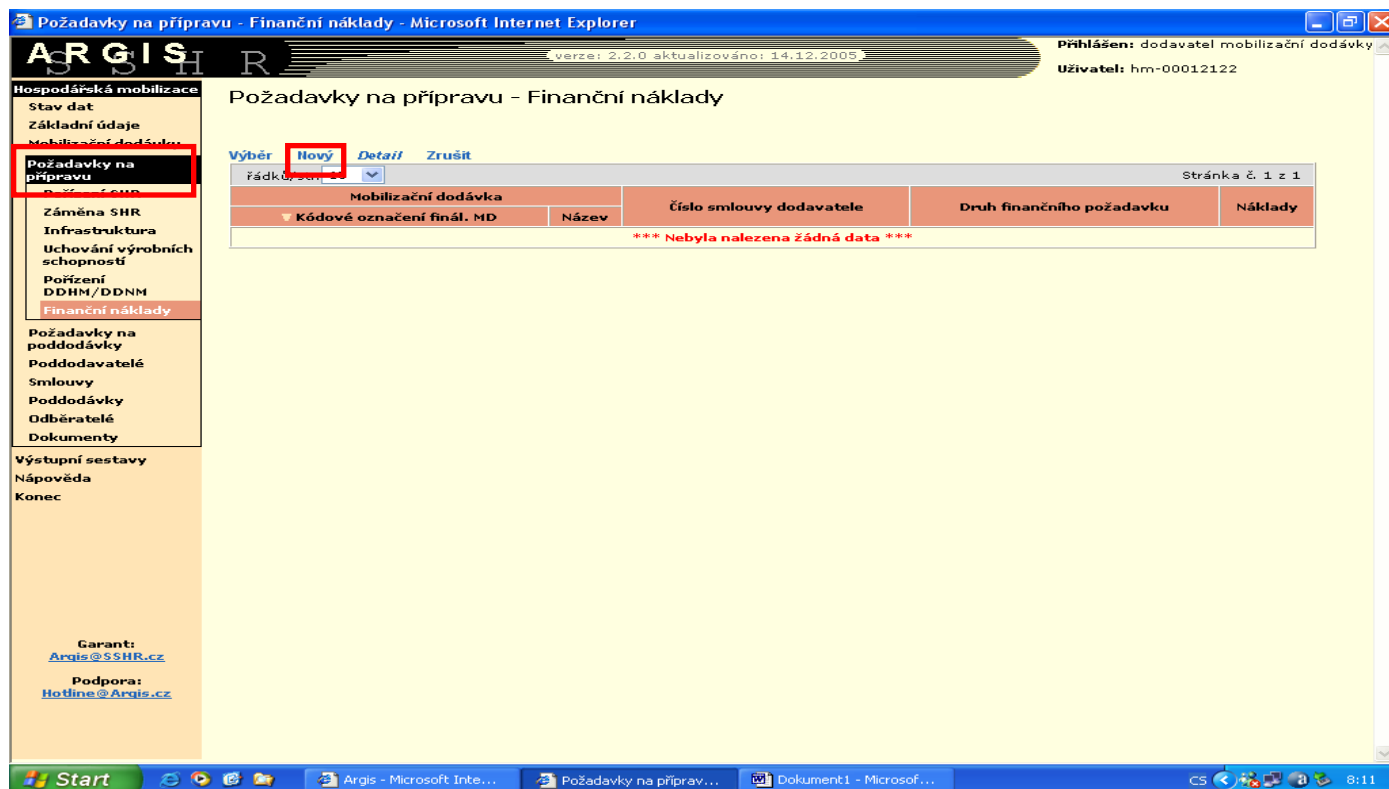 Požadavky na přípravu - Finanční náklady - Microsoft Internet Explorer
ARGIS
SSHR
verze: 2.2.0 aktualizováno: 14.12.2005
Přihlášen: dodavatel mobilizační dodávky
Uživatel: hm-00012122
Hospodářská mobilizace
Stav dat
Základní údaje
Mobilizační dodávky
Požadavky na
přípravu
Pořízení SHR
Záměna SHR
Infrastruktura
Uchování výrobních
schopností
Pořízení
DDHM/DDNM
Finanční náklady
Požadavky na
poddodávky
Poddodavatelé
Smlouvy
Poddodávky
Odběratelé
Dokumenty
Výstupní sestavy
Nápověda
Konec
Garant:
Argis@SSHR.cz
Podpora:
Hotline@Argis.cz
Požadavky na přípravu - Finanční náklady
Výběr Nový Detail Zrušit
Stránka č. 1 z 1
Mobilizační dodávka
Kódové označení finál. MD Název
Číslo smlouvy dodavatele
Druh finančního požadavku
Náklady
*** Nebyla nalezena žádná data ***
Start Argis - Microsoft Inte... Požadavky na příprav... Dokument1 - Microsof... CS 8:11